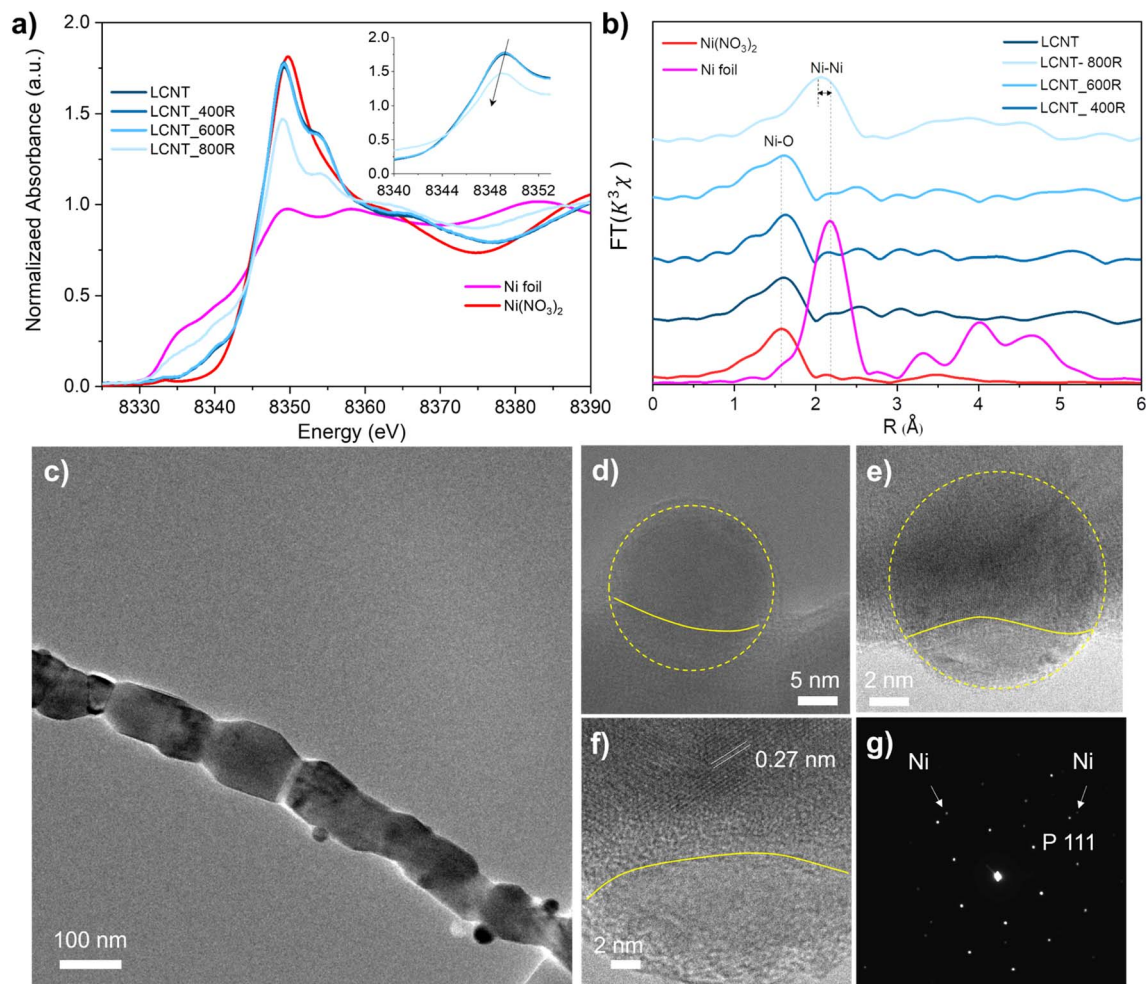 a)
Normalizaed Absorbance (a.u.)
2.0
1.5
1.0
0.5
0.0
LCNT
LCNT_400R
LCNT_600R
LCNT_800R
2.0
1.5
1.0
0.5
0.0
8340 8344 8348 8352
Ni foil
Ni(NO3)2
8330 8340 8350 8360 8375 8380 8390
Energy (eV)
b)
FT(K³χ)
Ni(NO3)2
Ni foil
Ni-Ni
Ni-O
LCNT
LCNT- 800R
LCNT_600R
LCNT_ 400R
0 1 2 3 4 5 6
R (Å)
c)
100 nm
d)
5 nm
e)
2 nm
f)
0.27 nm
2 nm
g)
Ni Ni
P 111